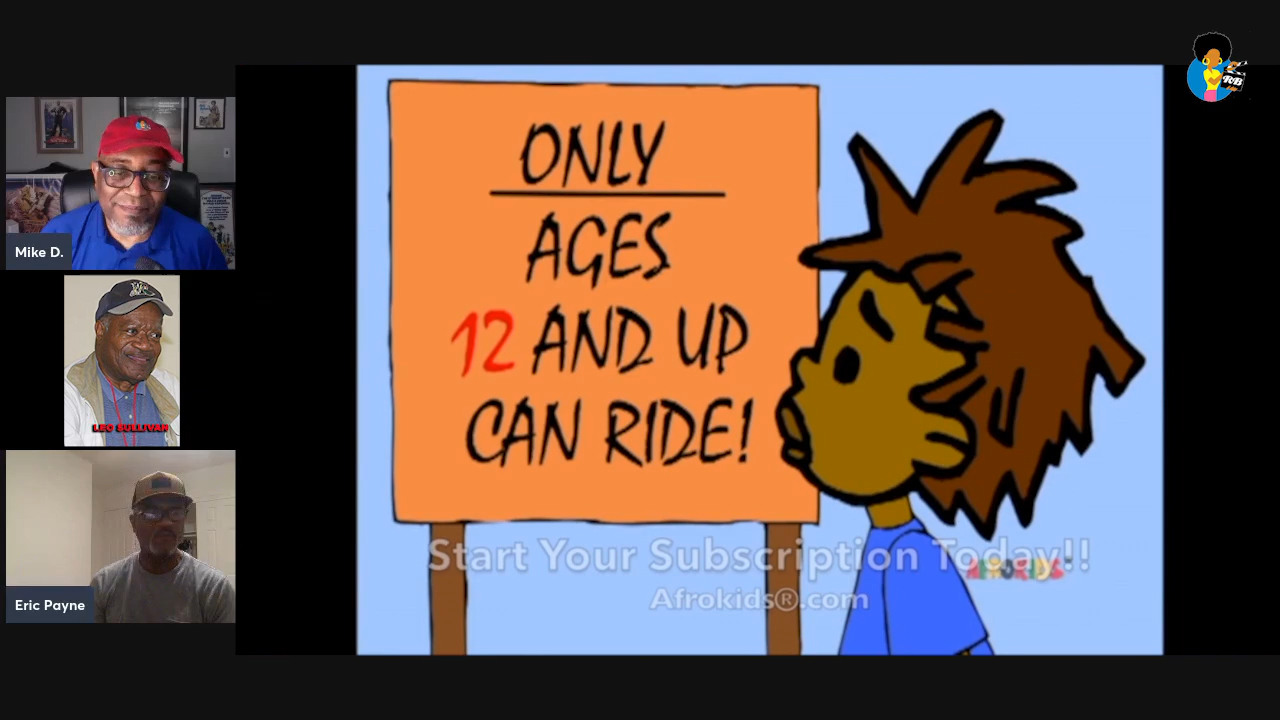 RB
Mike D.
LEO SULLIVAN
Eric Payne
ONLY
AGES
12 AND UP
CAN RIDE!
Start Your Subscription Today!!
AFROKIDS
Afrokids®.com